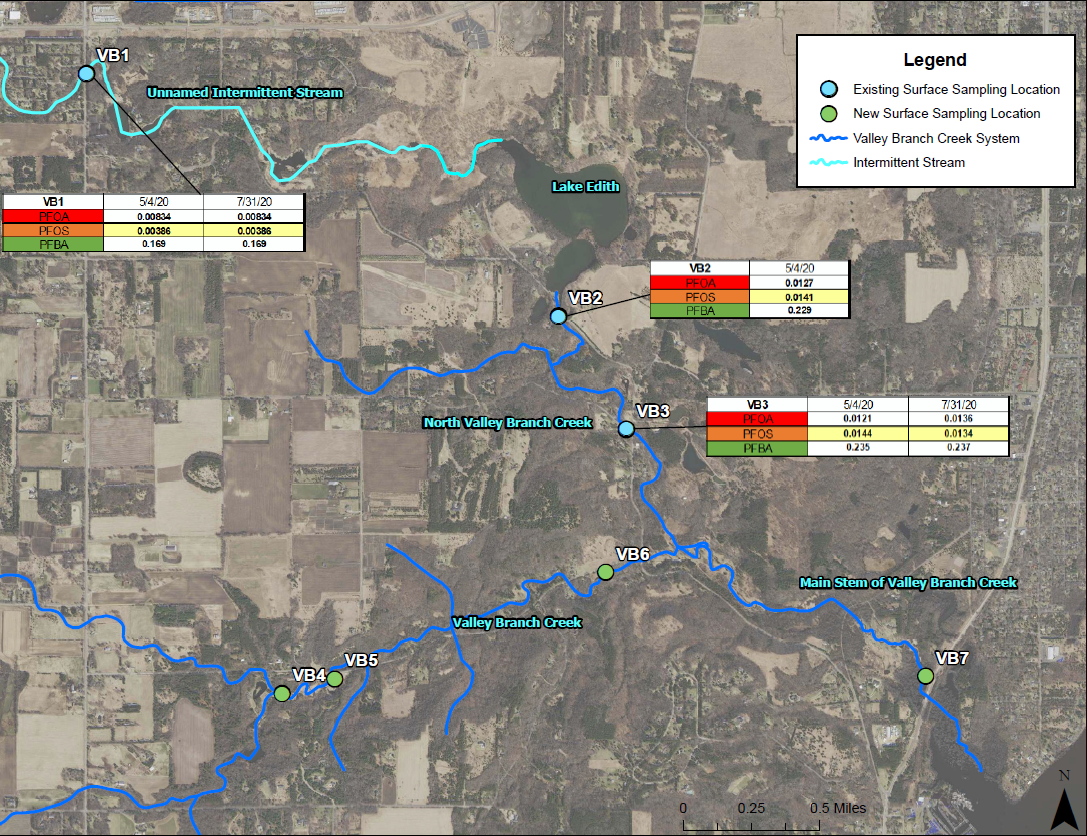 VB1
Unnamed Intermittent Stream
Legend
Existing Surface Sampling Location
New Surface Sampling Location
Valley Branch Creek System
Intermittent Stream
Lake Edith
VB1 5/4/20 7/31/20
PFOA 0.00834 0.00834
PFOS 0.00386 0.00386
PFBA 0.169 0.169
VB2
VB2 5/4/20
PFOA 0.0127
PFOS 0.0141
PFBA 0.229
North Valley Branch Creek
VB3
VB3 5/4/20 7/31/20
PFOA 0.0121 0.0136
PFOS 0.0144 0.0134
PFBA 0.235 0.237
VB6
Main Stem of Valley Branch Creek
Valley Branch Creek
VB5
VB4
VB7
0 0.25 0.5 Miles
N